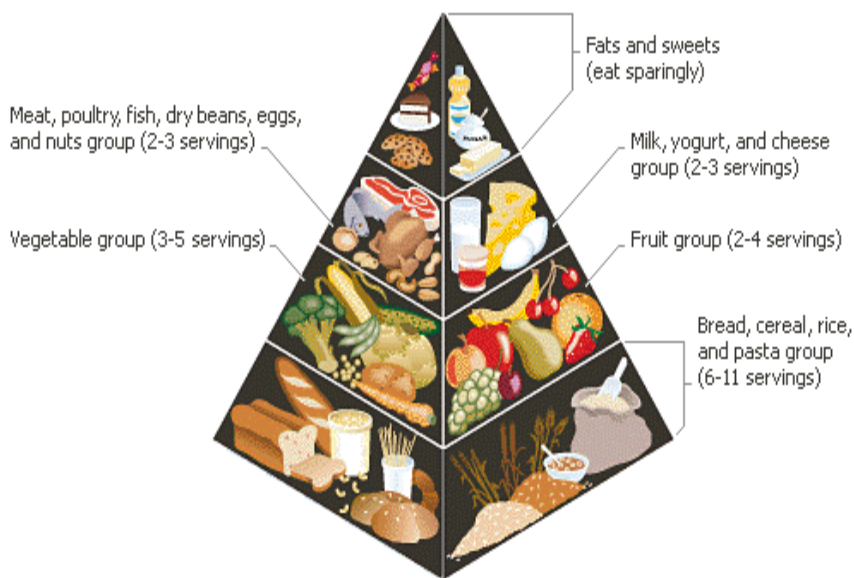 Fats and sweets
(eat sparingly)
Meat, poultry, fish, dry beans, eggs,
and nuts group (2-3 servings)
Milk, yogurt, and cheese
group (2-3 servings)
Vegetable group (3-5 servings)
Fruit group (2-4 servings)
Bread, cereal, rice,
and pasta group
(6-11 servings)